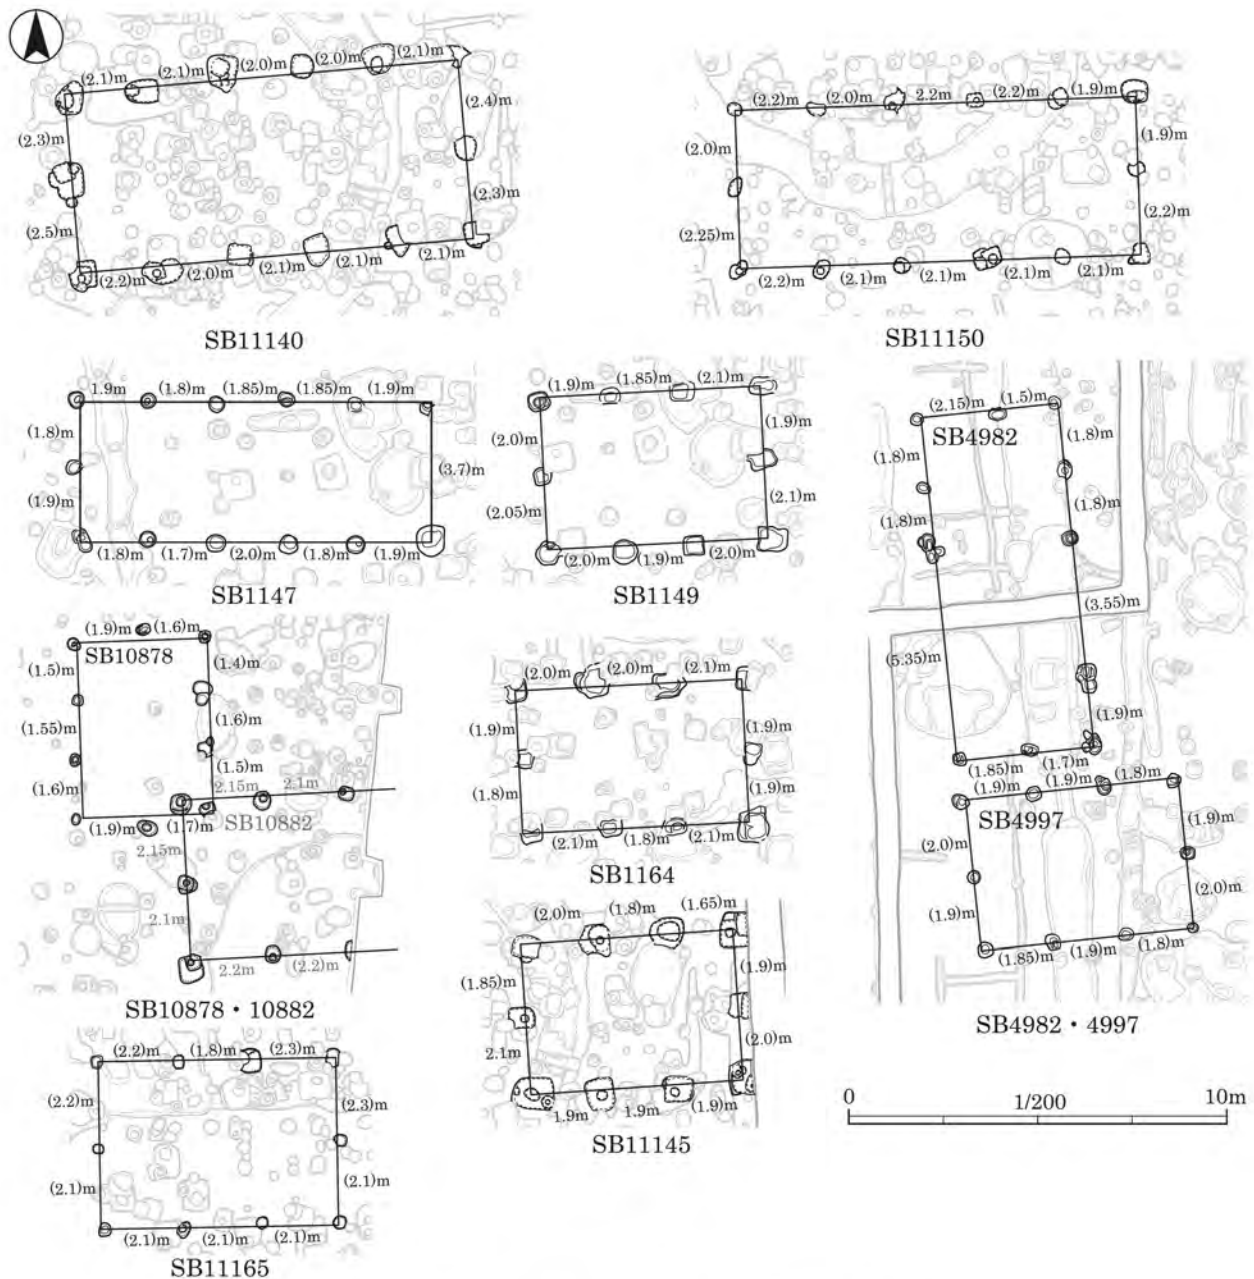 (2.1)m (2.1)m (2.0)m (2.0)m (2.1)m
(2.3)m (2.4)m
(2.5)m (2.3)m
(2.2)m (2.0)m (2.1)m (2.1)m (2.1)m
SB11140
(2.2)m (2.0)m 2.2m (2.2)m (1.9)m
(2.0)m (1.9)m
(2.25)m (2.2)m
(2.2)m (2.1)m (2.1)m (2.1)m (2.1)m
SB11150
1.9m (1.8)m (1.85)m (1.85)m (1.9)m
(1.8)m (3.7)m
(1.9)m
(1.8)m (1.7)m (2.0)m (1.8)m (1.9)m
SB1147
(1.9)m (1.85)m (2.1)m
(2.0)m (1.9)m
(2.05)m (2.1)m
(2.0)m (1.9)m (2.0)m
SB1149
(2.15)m (1.5)m
SB4982
(1.8)m (1.8)m
(1.8)m (1.8)m
(5.35)m (3.55)m
(1.9)m
(1.85)m (1.7)m
(1.9)m (1.9)m (1.8)m
SB4997
(2.0)m (1.9)m
(1.9)m (2.0)m
(1.85)m (1.9)m (1.8)m
SB4982・4997
(1.9)m (1.6)m
SB10878
(1.5)m (1.4)m
(1.55)m (1.6)m
(1.6)m (1.5)m
(1.9)m (1.7)m
2.15m 2.1m
SB10882
2.15m
2.1m
2.2m (2.2)m
SB10878・10882
(2.0)m (2.0)m (2.1)m
(1.9)m (1.9)m
(1.8)m (1.9)m
(2.1)m (1.8)m (2.1)m
SB1164
(2.0)m (1.8)m (1.65)m
(1.85)m (1.9)m
2.1m (2.0)m
1.9m 1.9m (1.9)m
SB11145
(2.2)m (1.8)m (2.3)m
(2.2)m (2.3)m
(2.1)m (2.1)m
(2.1)m (2.1)m (2.1)m
SB11165
0 1/200 10m